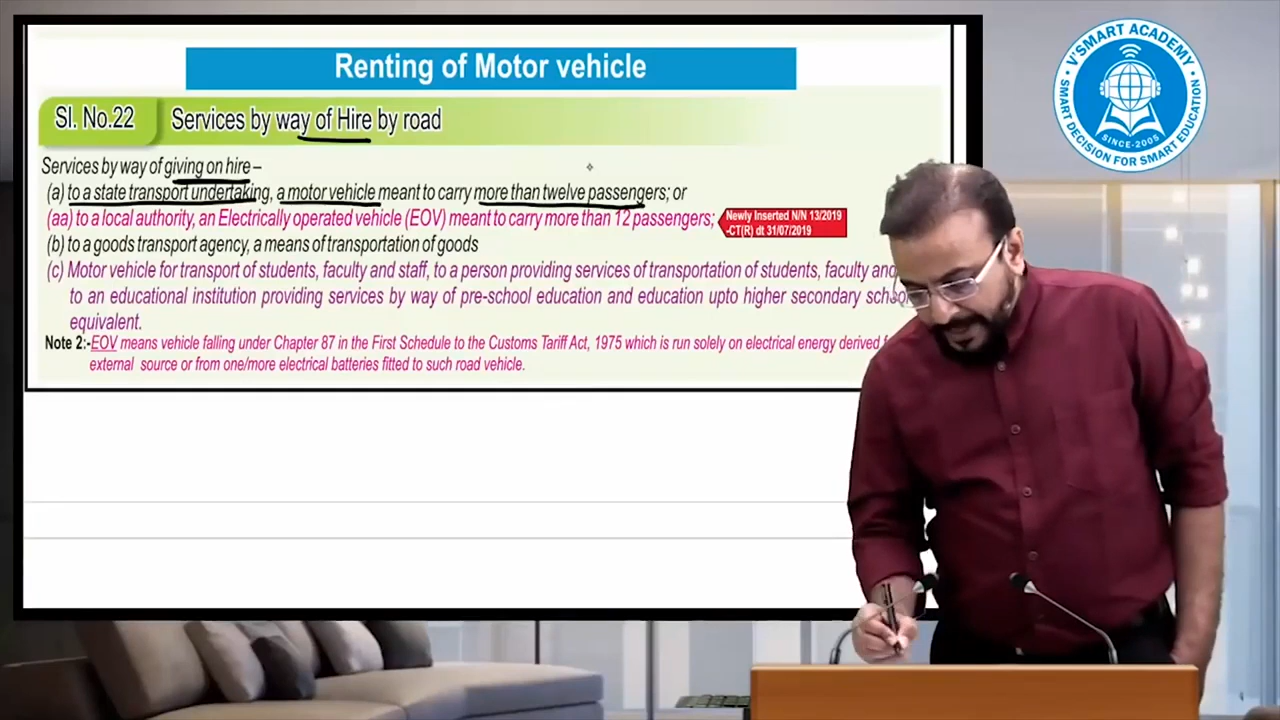 Renting of Motor vehicle
Sl. No.22 Services by way of Hire by road
Services by way of giving on hire –
(a) to a state transport undertaking, a motor vehicle meant to carry more than twelve passengers; or
(aa) to a local authority, an Electrically operated vehicle (EOV) meant to carry more than 12 passengers;
Newly Inserted N/N 13/2019
-CT(R) dt 31/07/2019
(b) to a goods transport agency, a means of transportation of goods
(c) Motor vehicle for transport of students, faculty and staff, to a person providing services of transportation of students, faculty and
to an educational institution providing services by way of pre-school education and education upto higher secondary
equivalent.
Note 2:-EOV means vehicle falling under Chapter 87 in the First Schedule to the Customs Tariff Act, 1975 which is run solely on electrical energy derived
external source or from one/more electrical batteries fitted to such road vehicle.
V'SMART ACADEMY
SINCE-2005
SMART DECISION FOR SMART EDUCATION